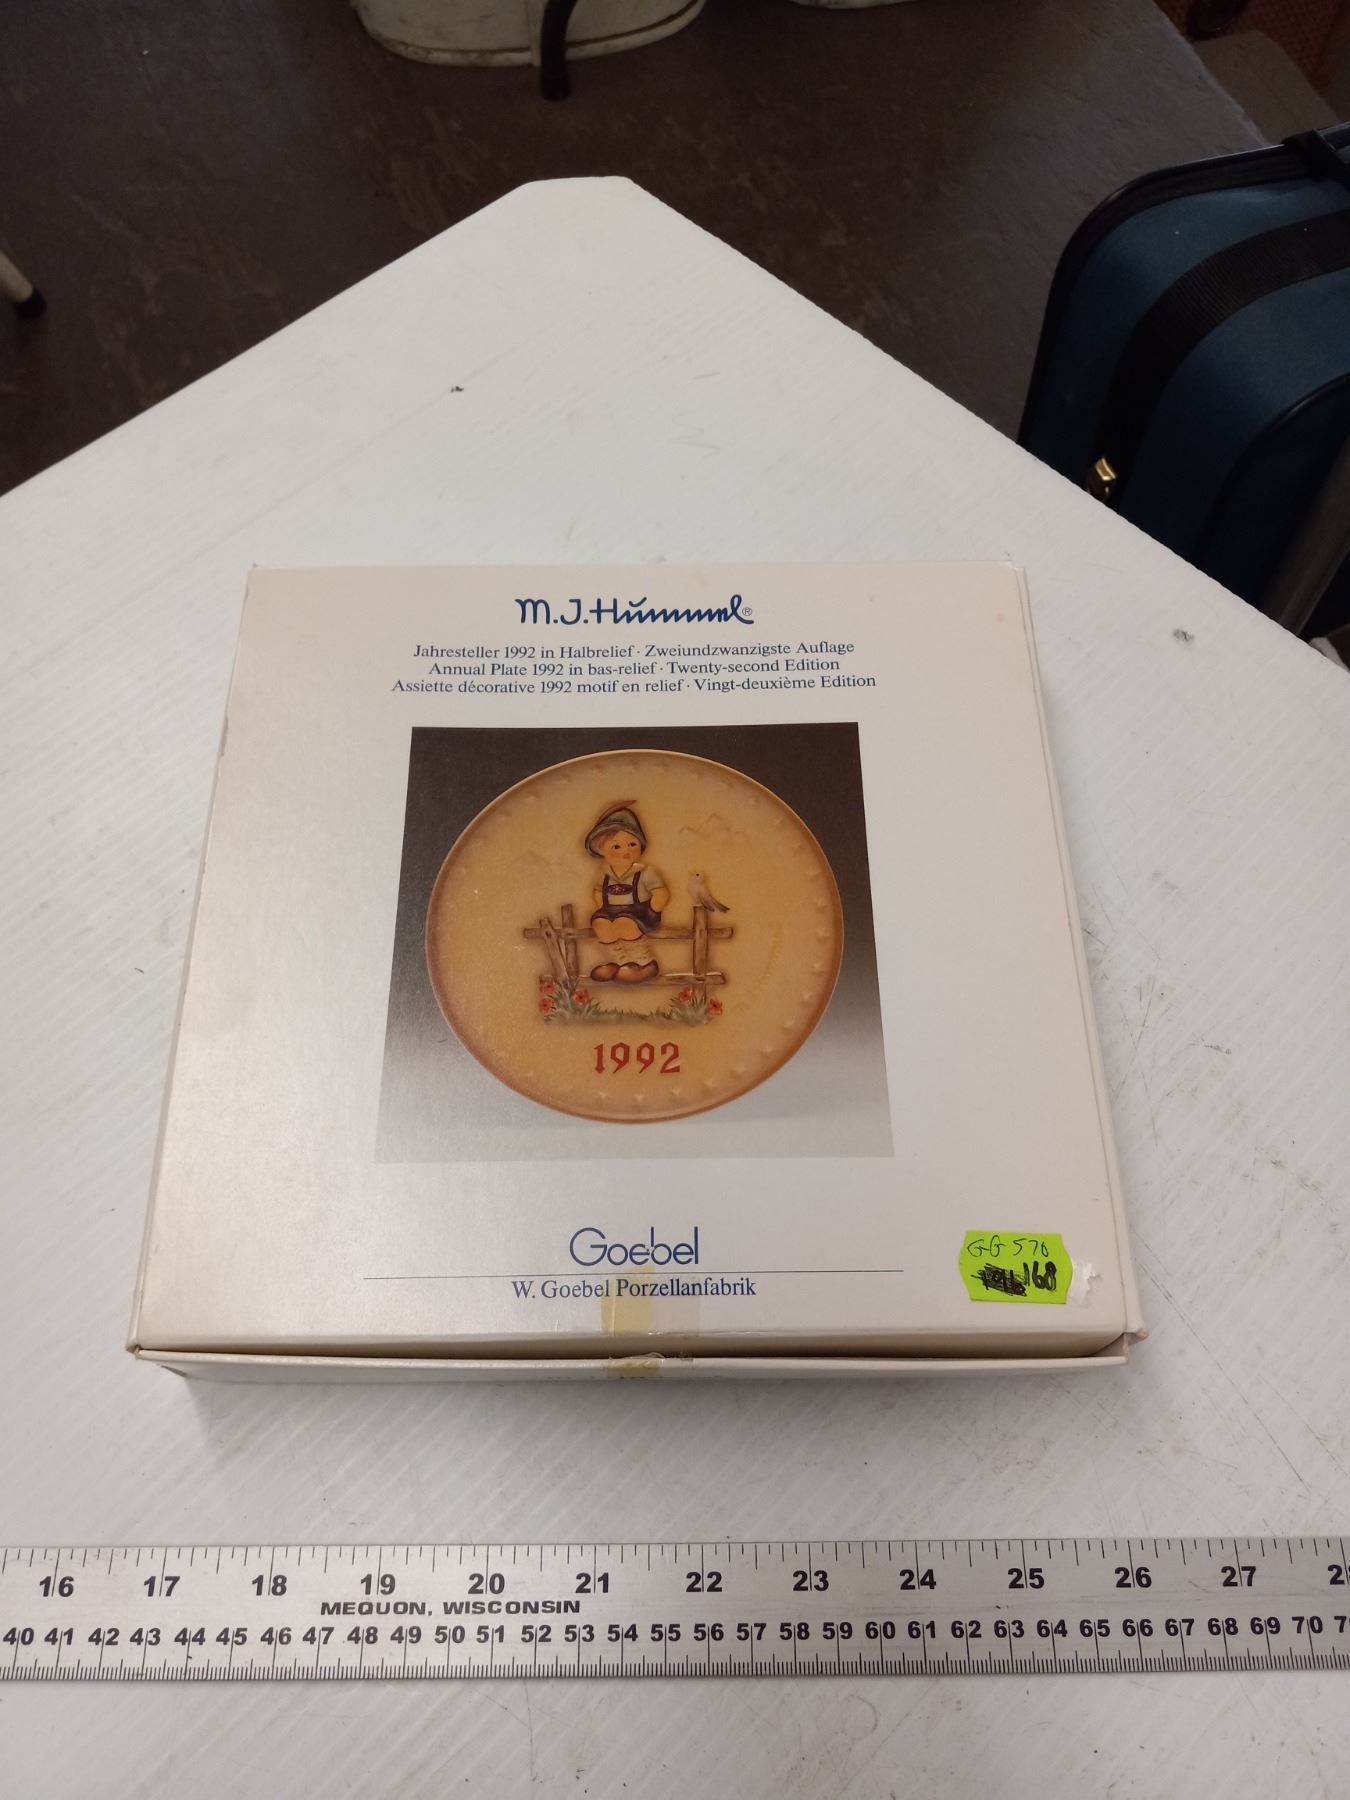 M.J.Hummel®
Jahresteller 1992 in Halbrelief · Zweiundzwanzigste Auflage
Annual Plate 1992 in bas-relief · Twenty-second Edition
Assiette décorative 1992 motif en relief · Vingt-deuxième Edition
1992
Goebel
W. Goebel Porzellanfabrik
GG 570
168
16 17 18 19 20 21 22 23 24 25 26 27
MEQUON, WISCONSIN
40 41 42 43 44 45 46 47 48 49 50 51 52 53 54 55 56 57 58 59 60 61 62 63 64 65 66 67 68 69 70